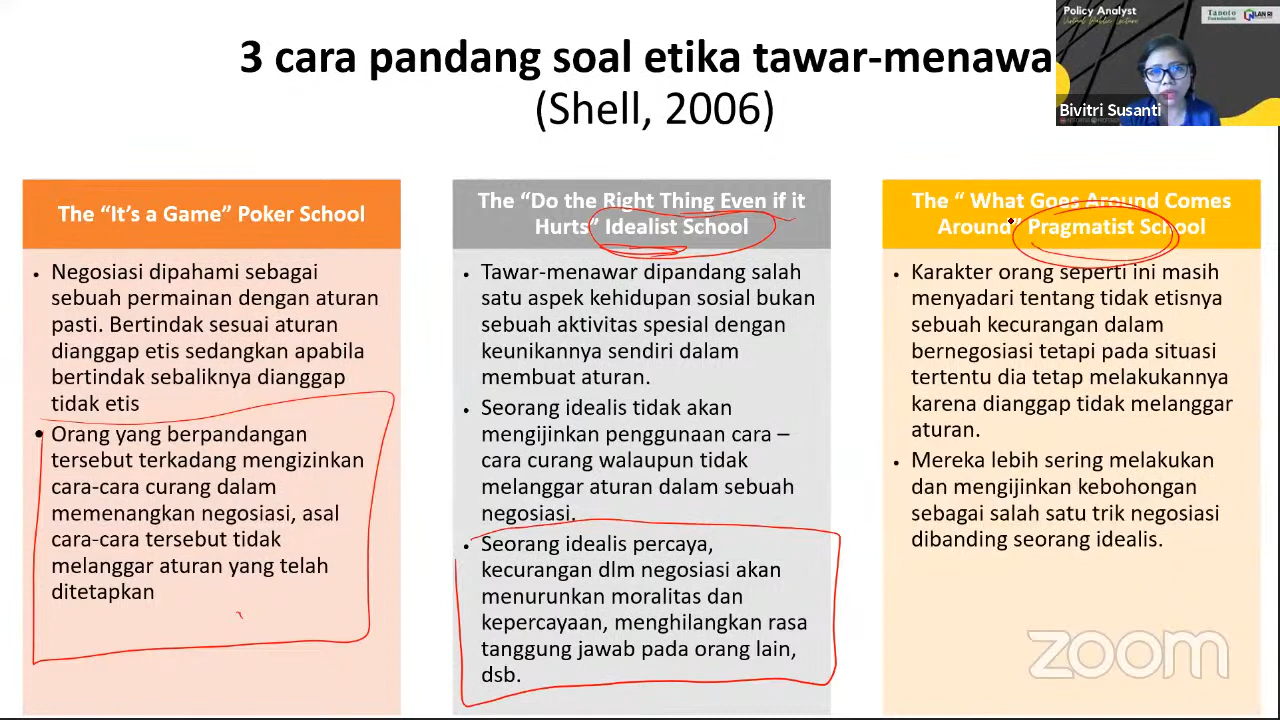 3 cara pandang soal etika tawar-menawa
(Shell, 2006)
Policy Analyst
Virtual Public Lecture
Tanoto
Foundation
LAN RI
Bivitri Susanti
The “It’s a Game” Poker School
• Negosiasi dipahami sebagai
sebuah permainan dengan aturan
pasti. Bertindak sesuai aturan
dianggap etis sedangkan apabila
bertindak sebaliknya dianggap
tidak etis
• Orang yang berpandangan
tersebut terkadang mengizinkan
cara-cara curang dalam
memenangkan negosiasi, asal
cara-cara tersebut tidak
melanggar aturan yang telah
ditetapkan
The “Do the Right Thing Even if it
Hurts” Idealist School
• Tawar-menawar dipandang salah
satu aspek kehidupan sosial bukan
sebuah aktivitas spesial dengan
keunikannya sendiri dalam
membuat aturan.
• Seorang idealis tidak akan
mengijinkan penggunaan cara –
cara curang walaupun tidak
melanggar aturan dalam sebuah
negosiasi.
• Seorang idealis percaya,
kecurangan dlm negosiasi akan
menurunkan moralitas dan
kepercayaan, menghilangkan rasa
tanggung jawab pada orang lain,
dsb.
The “ What Goes Around Comes
Around” Pragmatist School
• Karakter orang seperti ini masih
menyadari tentang tidak etisnya
sebuah kecurangan dalam
bernegosiasi tetapi pada situasi
tertentu dia tetap melakukannya
karena dianggap tidak melanggar
aturan.
• Mereka lebih sering melakukan
dan mengijinkan kebohongan
sebagai salah satu trik negosiasi
dibanding seorang idealis.
zoom